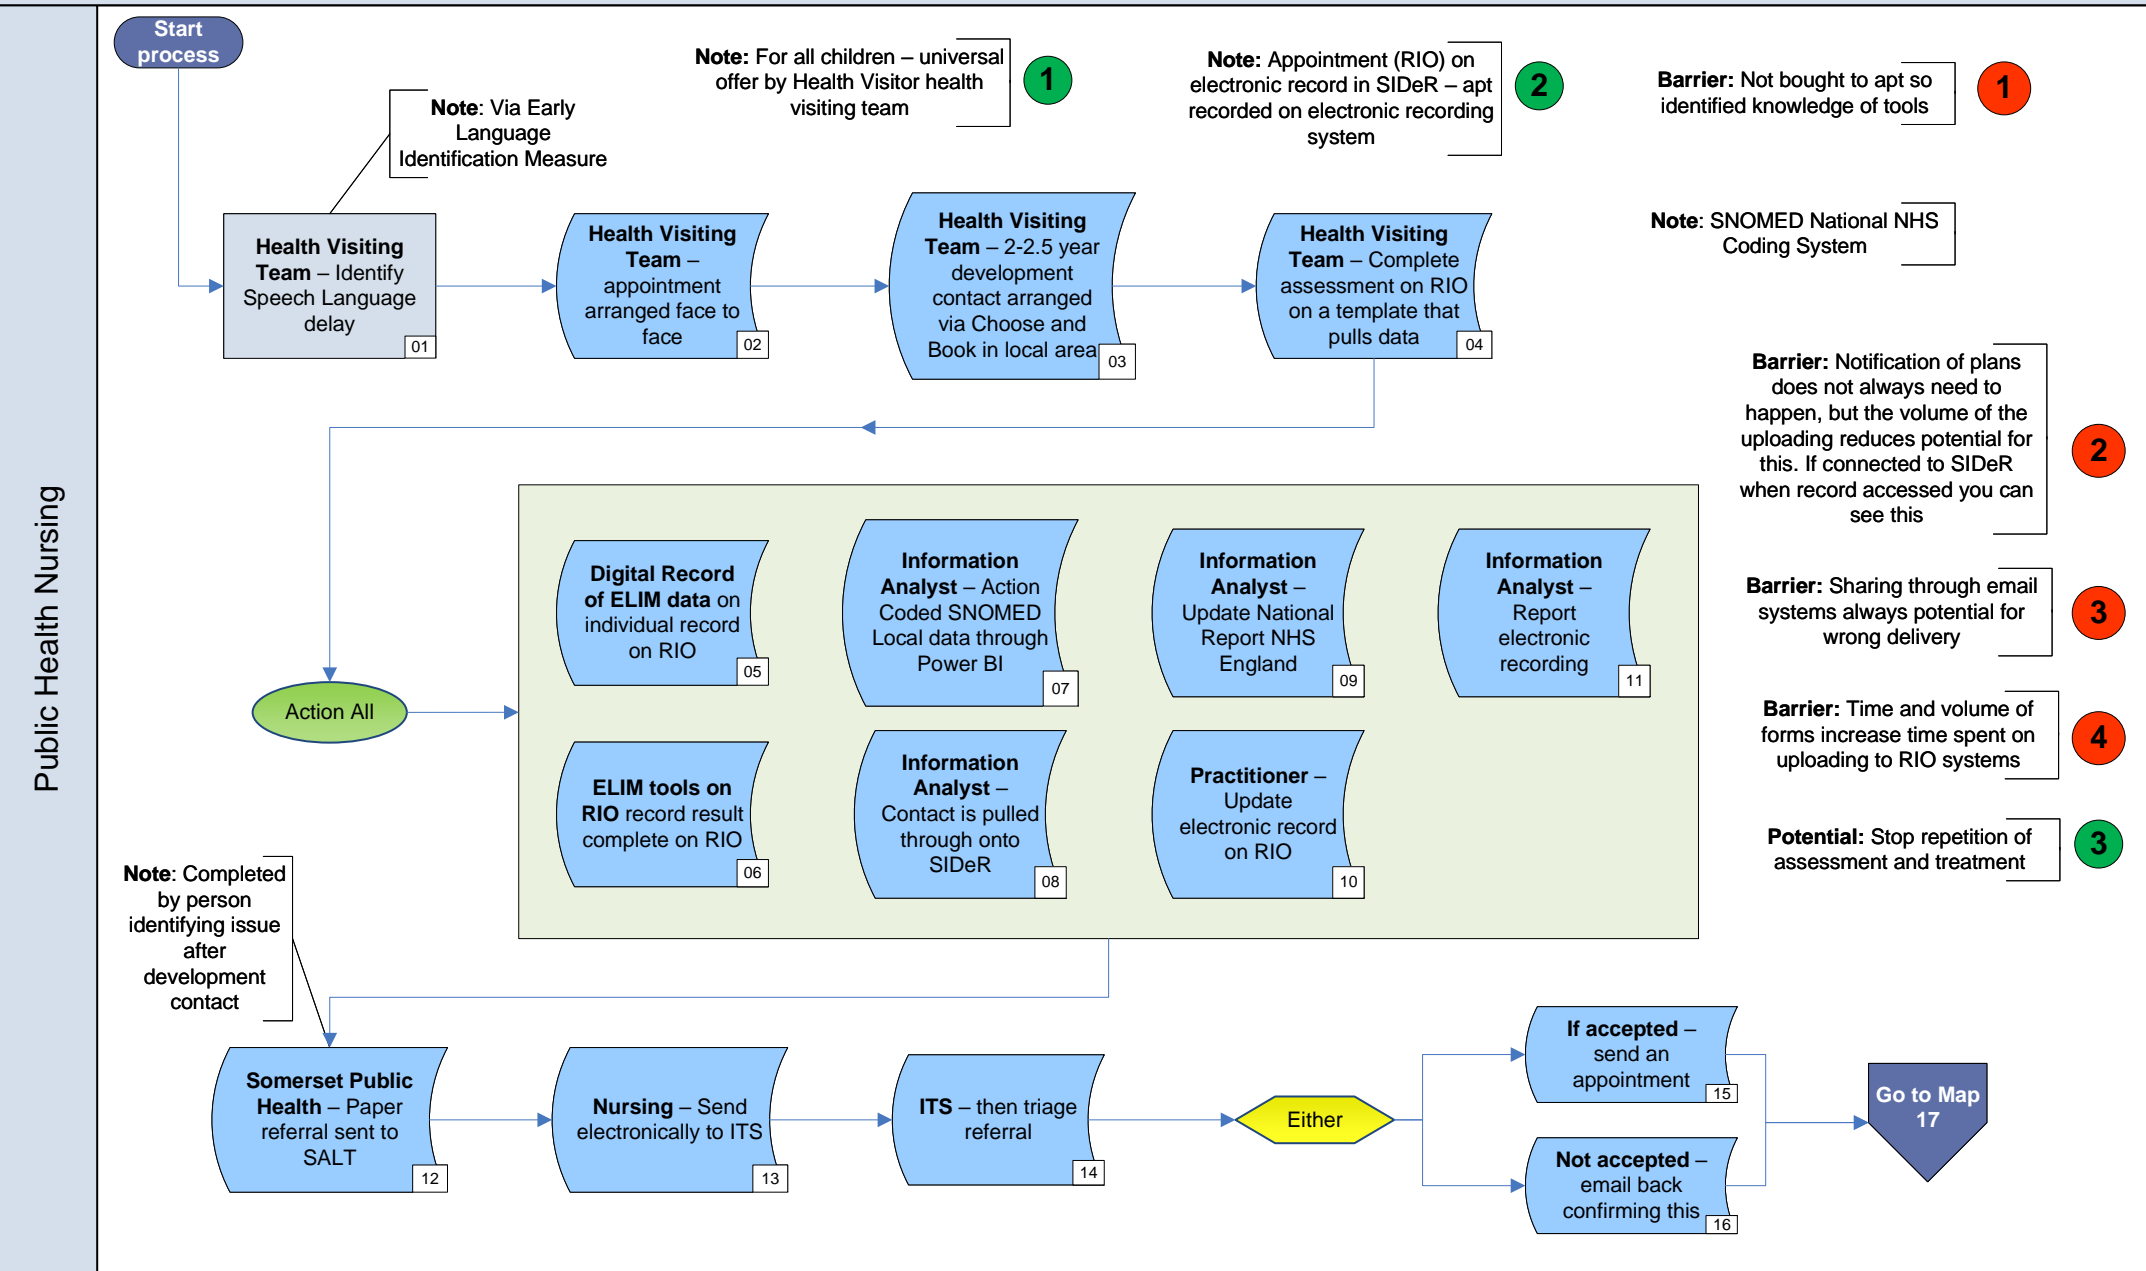 Public Health Nursing
Start
process
Note: Via Early
Language
Identification Measure
Note: For all children – universal
offer by Health Visitor health
visiting team
1
Note: Appointment (RIO) on
electronic record in SIDeR – apt
recorded on electronic recording
system
2
Barrier: Not bought to apt so
identified knowledge of tools
1
Health Visiting
Team – Identify
Speech Language
delay
01
Health Visiting
Team –
appointment
arranged face to
face
02
Health Visiting
Team – 2-2.5 year
development
contact arranged
via Choose and
Book in local area
03
Health Visiting
Team – Complete
assessment on RIO
on a template that
pulls data
04
Note: SNOMED National NHS
Coding System
Barrier: Notification of plans
does not always need to
happen, but the volume of the
uploading reduces potential for
this. If connected to SIDeR
when record accessed you can
see this
2
Action All
Digital Record
of ELIM data on
individual record
on RIO
05
Information
Analyst – Action
Coded SNOMED
Local data through
Power BI
07
Information
Analyst –
Update National
Report NHS
England
09
Information
Analyst –
Report
electronic
recording
11
Barrier: Sharing through email
systems always potential for
wrong delivery
3
ELIM tools on
RIO record result
complete on RIO
06
Information
Analyst –
Contact is pulled
through onto
SIDeR
08
Practitioner –
Update
electronic record
on RIO
10
Barrier: Time and volume of
forms increase time spent on
uploading to RIO systems
4
Potential: Stop repetition of
assessment and treatment
3
Note: Completed
by person
identifying issue
after
development
contact
Somerset Public
Health – Paper
referral sent to
SALT
12
Nursing – Send
electronically to ITS
13
ITS – then triage
referral
14
Either
If accepted –
send an
appointment
15
Not accepted –
email back
confirming this
16
Go to Map
17